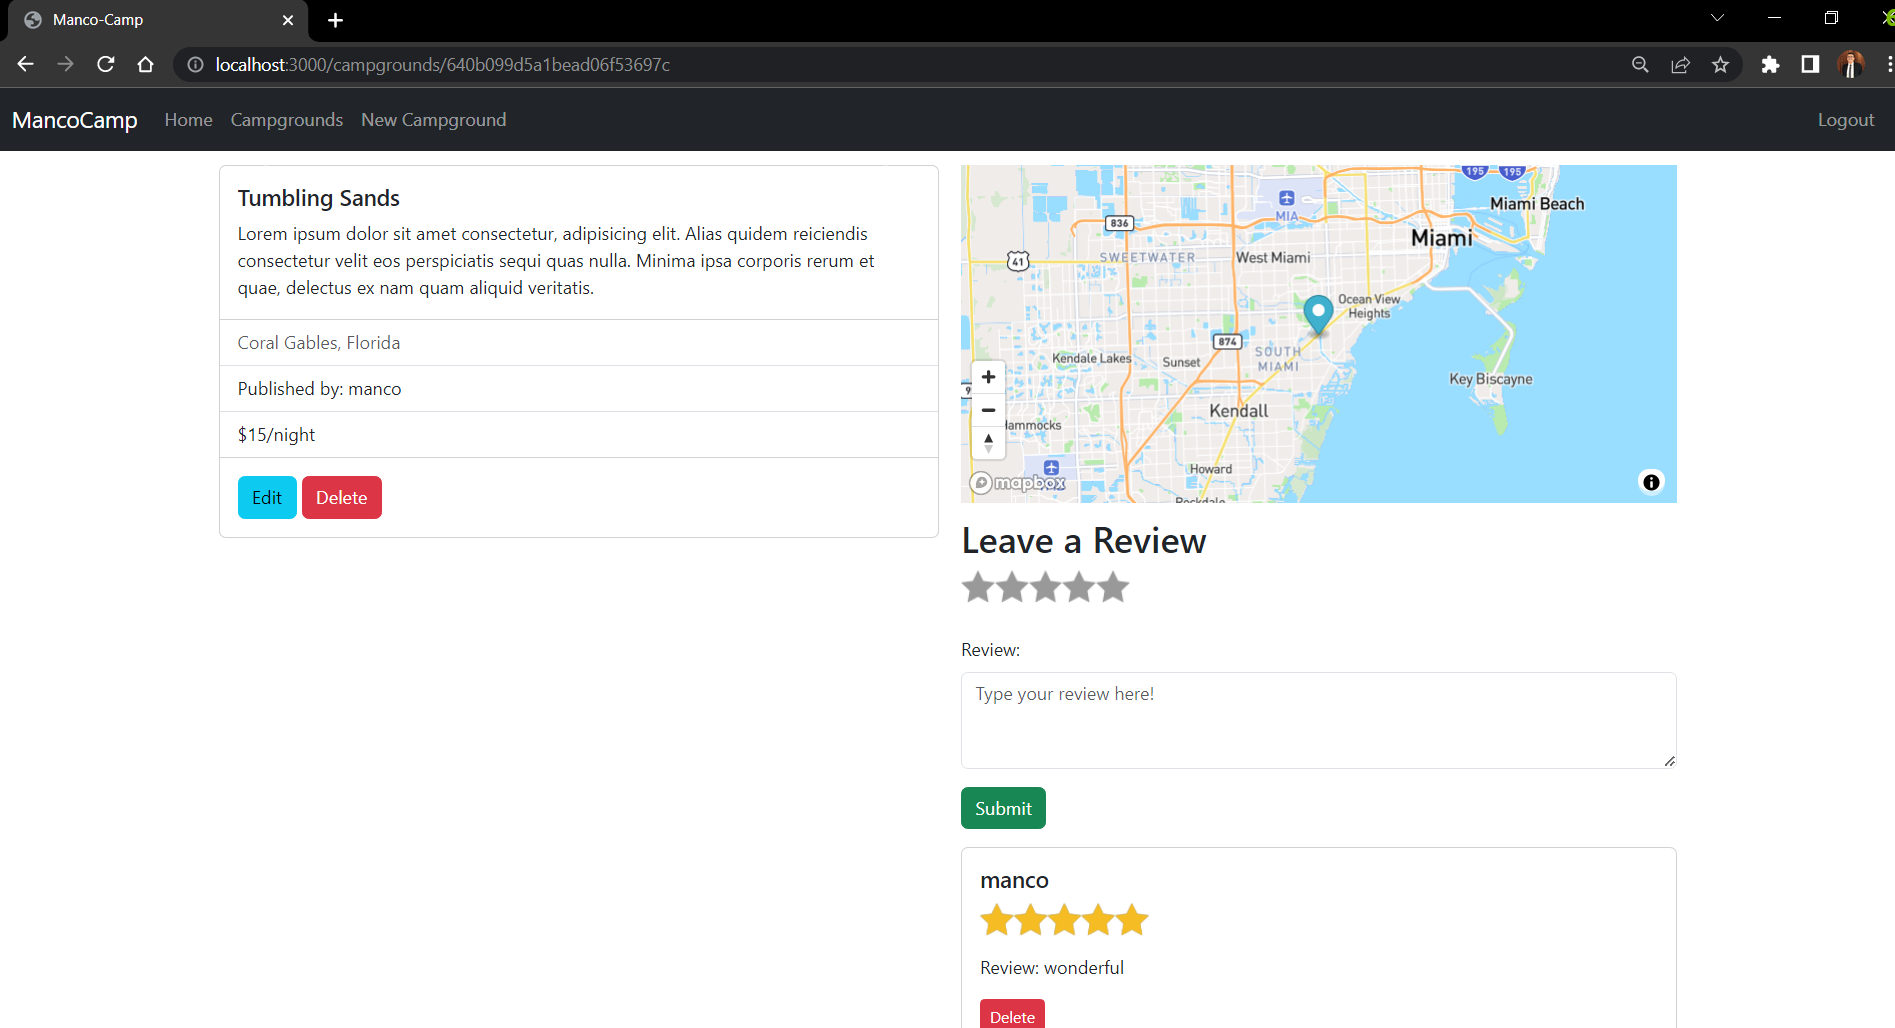 Manco-Camp
localhost:3000/campgrounds/640b099d5a1bead06f53697c
MancoCamp Home Campgrounds New Campground Logout
Tumbling Sands
Lorem ipsum dolor sit amet consectetur, adipisicing elit. Alias quidem reiciendis
consectetur velit eos perspiciatis sequi quas nulla. Minima ipsa corporis rerum et
quae, delectus ex nam quam aliquid veritatis.
Coral Gables, Florida
Published by: manco
$15/night
Edit Delete
195 195
MIA
Miami Beach
836
Miami
41
SWEETWATER
West Miami
Ocean View
Heights
874
SOUTH
MIAMI
Kendale Lakes
Sunset
Key Biscayne
9
Kendall
Hammocks
Howard
mapbox
Rockdale
Leave a Review
Review:
Type your review here!
Submit
manco
Review: wonderful
Delete